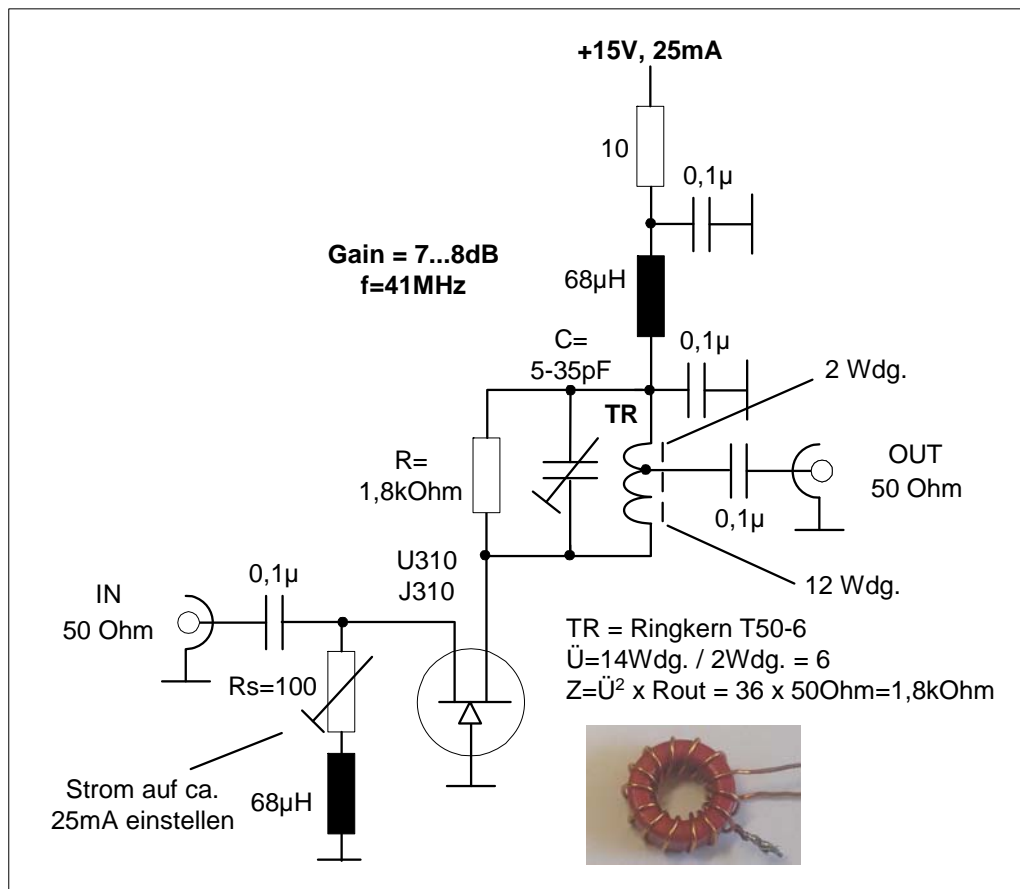 +15V, 25mA
10
0,1µ
Gain = 7...8dB
f=41MHz
68µH
C=
5-35pF
0,1µ
2 Wdg.
TR
R=
1,8kOhm
OUT
50 Ohm
0,1µ
U310
J310
12 Wdg.
0,1µ
IN
50 Ohm
TR = Ringkern T50-6
Ü=14Wdg. / 2Wdg. = 6
Z=Ü² x Rout = 36 x 50Ohm=1,8kOhm
Rs=100
Strom auf ca.
25mA einstellen
68µH